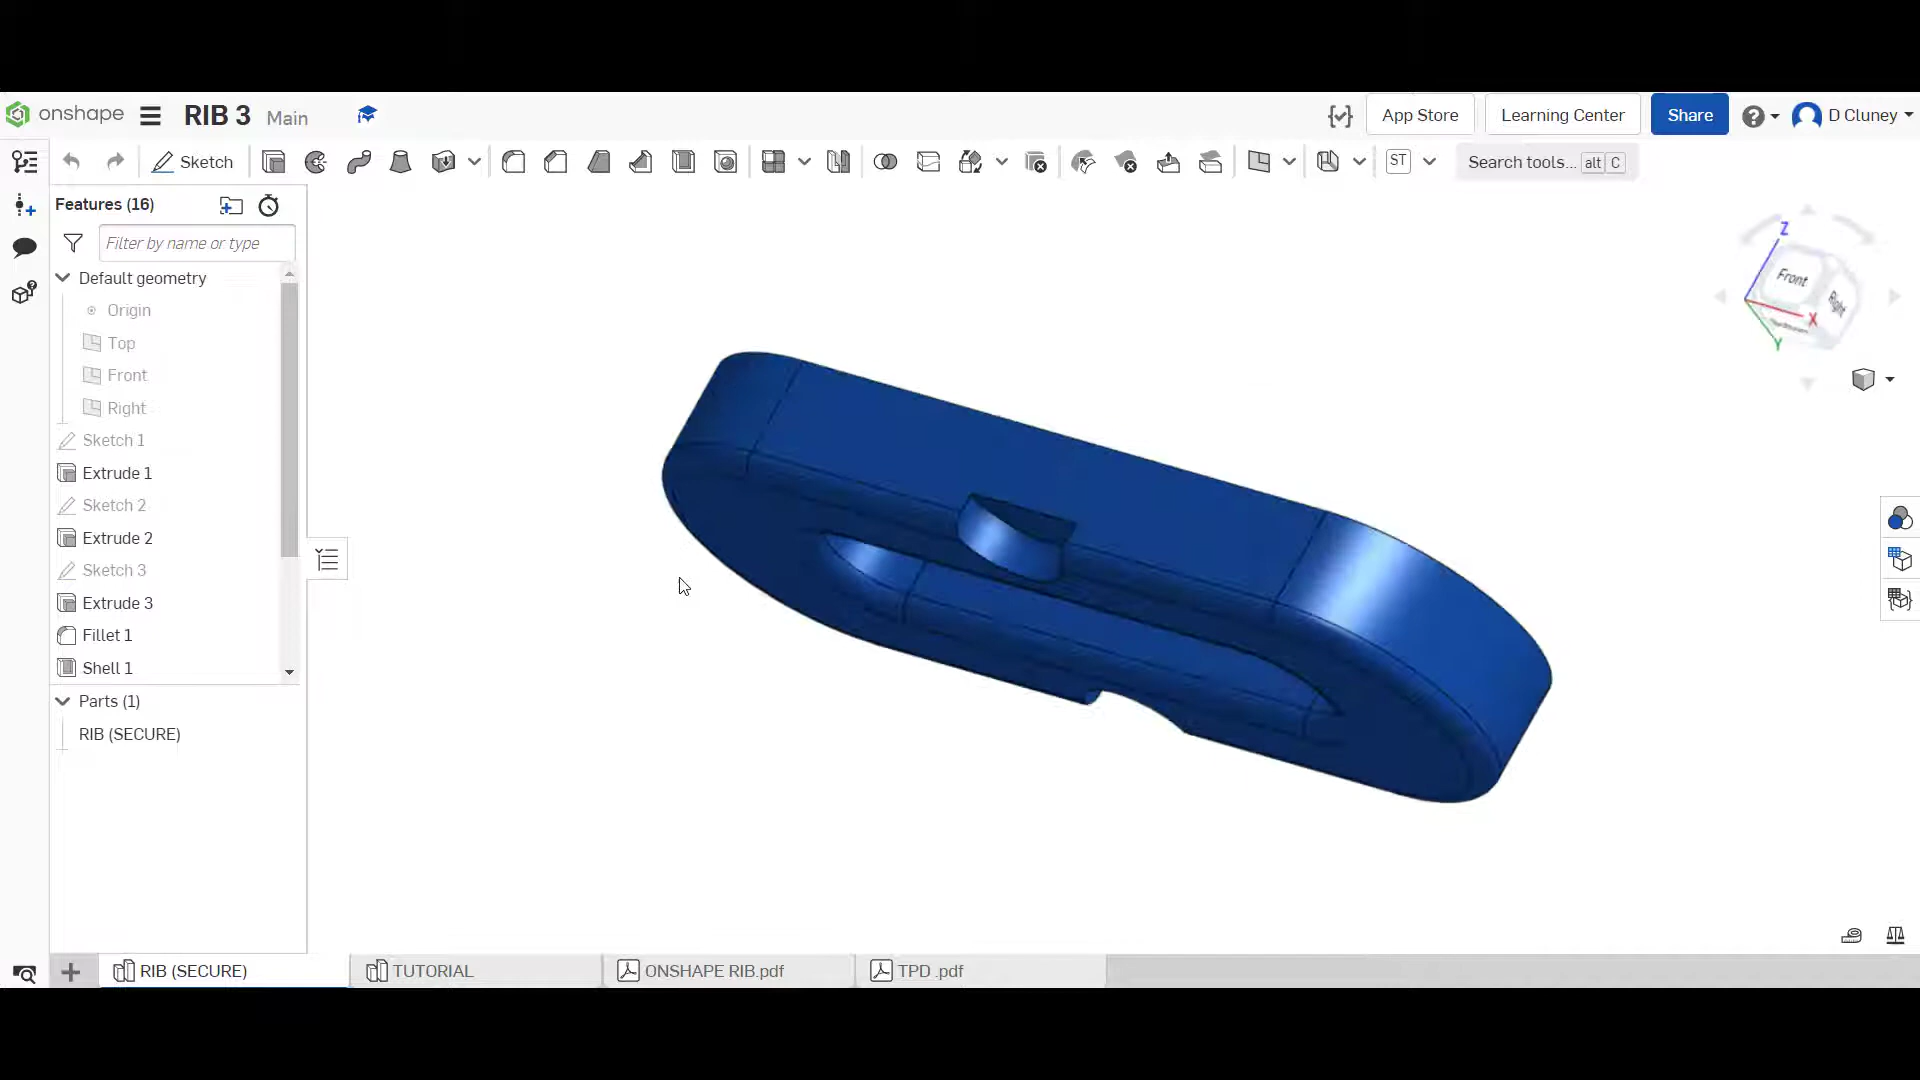 onshape RIB 3 Main App Store Learning Center Share D Cluney
Sketch ST Search tools... alt C
Features (16)
Filter by name or type
Default geometry
Origin
Top
Front
Right
Sketch 1
Extrude 1
Sketch 2
Extrude 2
Sketch 3
Extrude 3
Fillet 1
Shell 1
Parts (1)
RIB (SECURE)
Z
Front
Right
X
Y
RIB (SECURE) TUTORIAL ONSHAPE RIB.pdf TPD .pdf